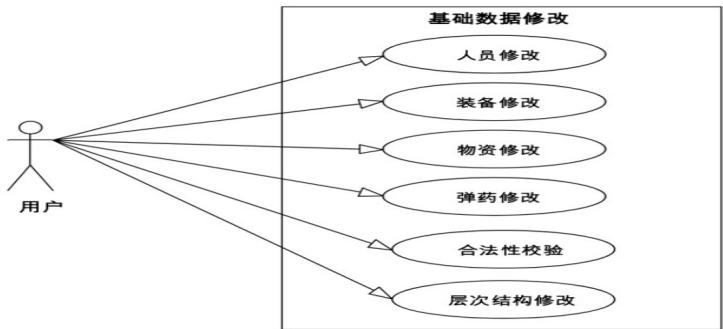 基础数据修改
人员修改
装备修改
物资修改
弹药修改
用户
合法性校验
层次结构修改